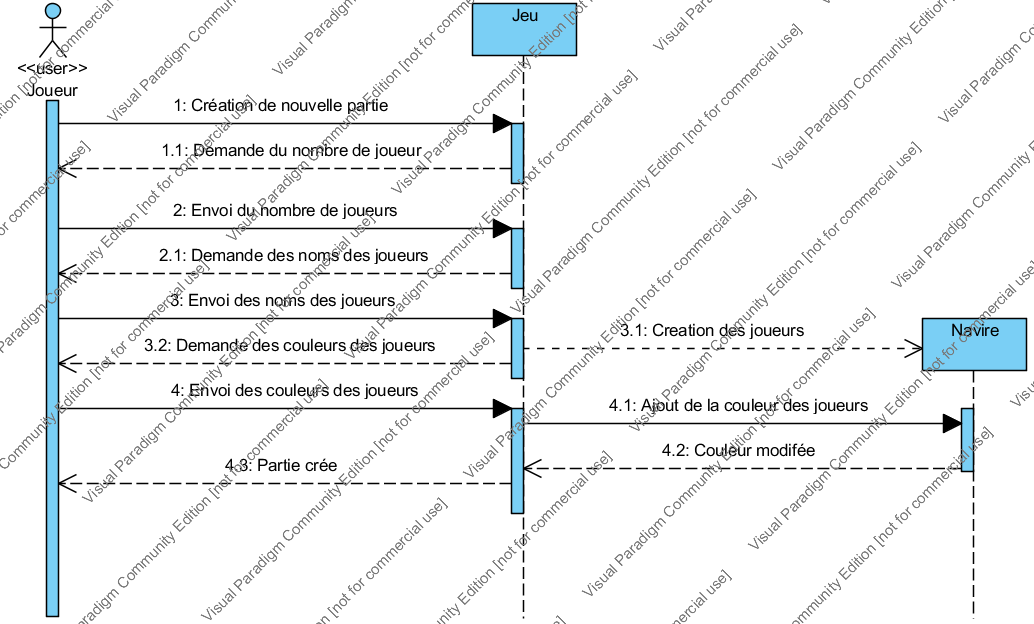 Jeu
<<user>>
Joueur
1: Création de nouvelle partie
1.1: Demande du nombre de joueur
2: Envoi du nombre de joueurs
2.1: Demande des noms des joueurs
3: Envoi des noms des joueurs
3.1: Creation des joueurs
Navire
3.2: Demande des couleurs des joueurs
4: Envoi des couleurs des joueurs
4.1: Ajout de la couleur des joueurs
4.2: Couleur modifée
4.3: Partie crée
Visual Paradigm Community Edition [not for commercial use]